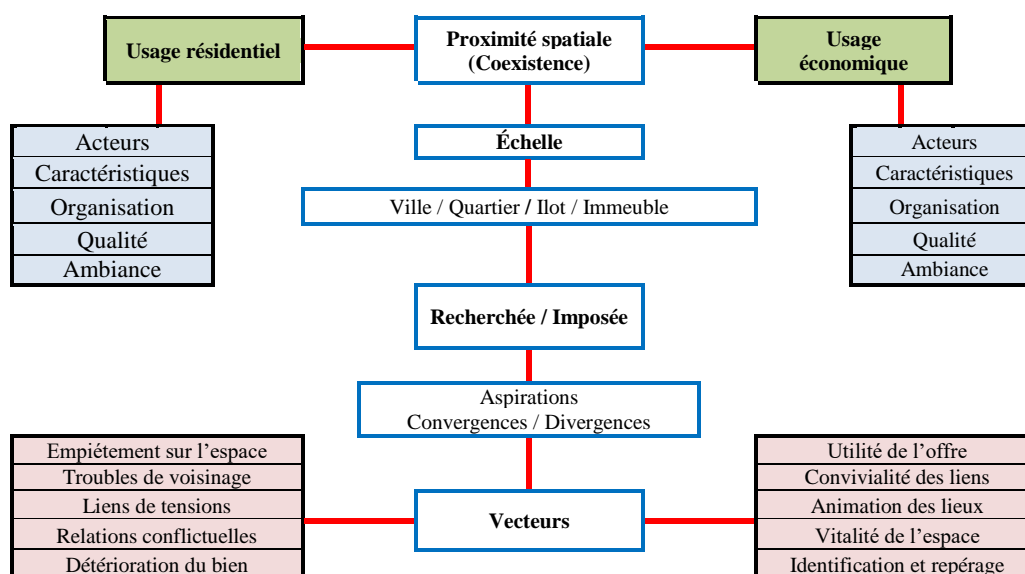 Usage résidentiel
Proximité spatiale
(Coexistence)
Usage
économique
Acteurs
Caractéristiques
Organisation
Qualité
Ambiance
Échelle
Ville / Quartier / Ilot / Immeuble
Acteurs
Caractéristiques
Organisation
Qualité
Ambiance
Recherchée / Imposée
Aspirations
Convergences / Divergences
Empiétement sur l’espace
Troubles de voisinage
Liens de tensions
Relations conflictuelles
Détérioration du bien
Vecteurs
Utilité de l’offre
Convivialité des liens
Animation des lieux
Vitalité de l’espace
Identification et repérage